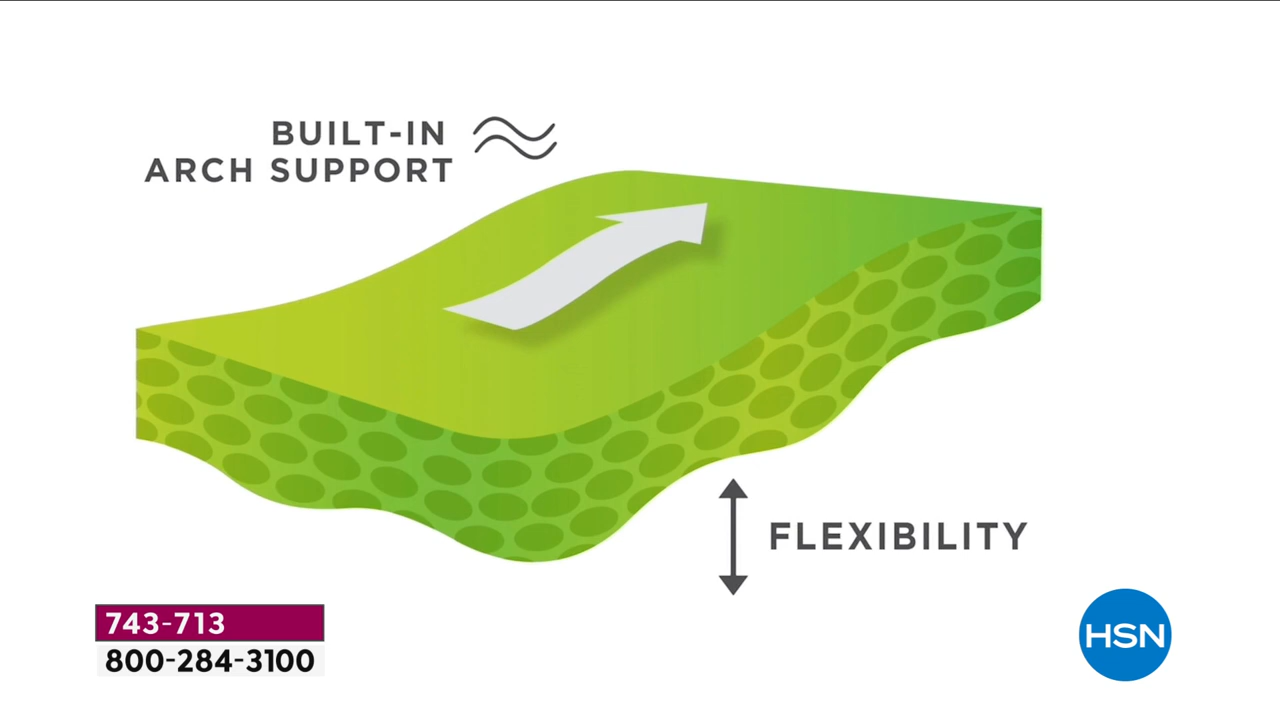 BUILT-IN
ARCH SUPPORT
FLEXIBILITY
743-713
800-284-3100
HSN